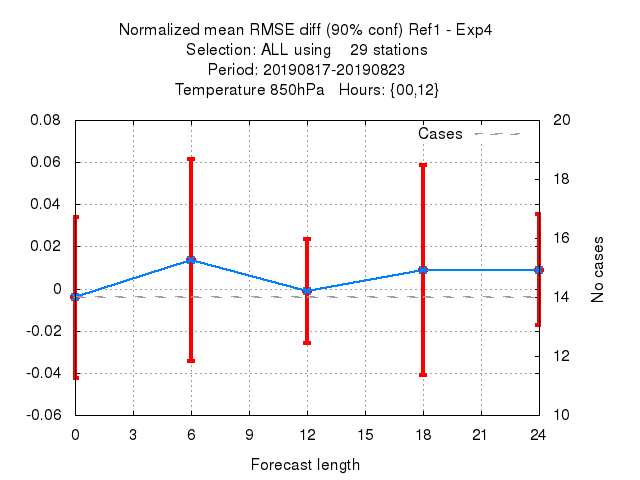 Normalized mean RMSE diff (90% conf) Ref1 - Exp4
Selection: ALL using    29 stations
Period: 20190817-20190823
Temperature 850hPa   Hours: {00,12}
Cases
0.08
0.06
0.04
0.02
0
-0.02
-0.04
-0.06
20
18
16
14
12
10
No cases
0 3 6 9 12 15 18 21 24
Forecast length